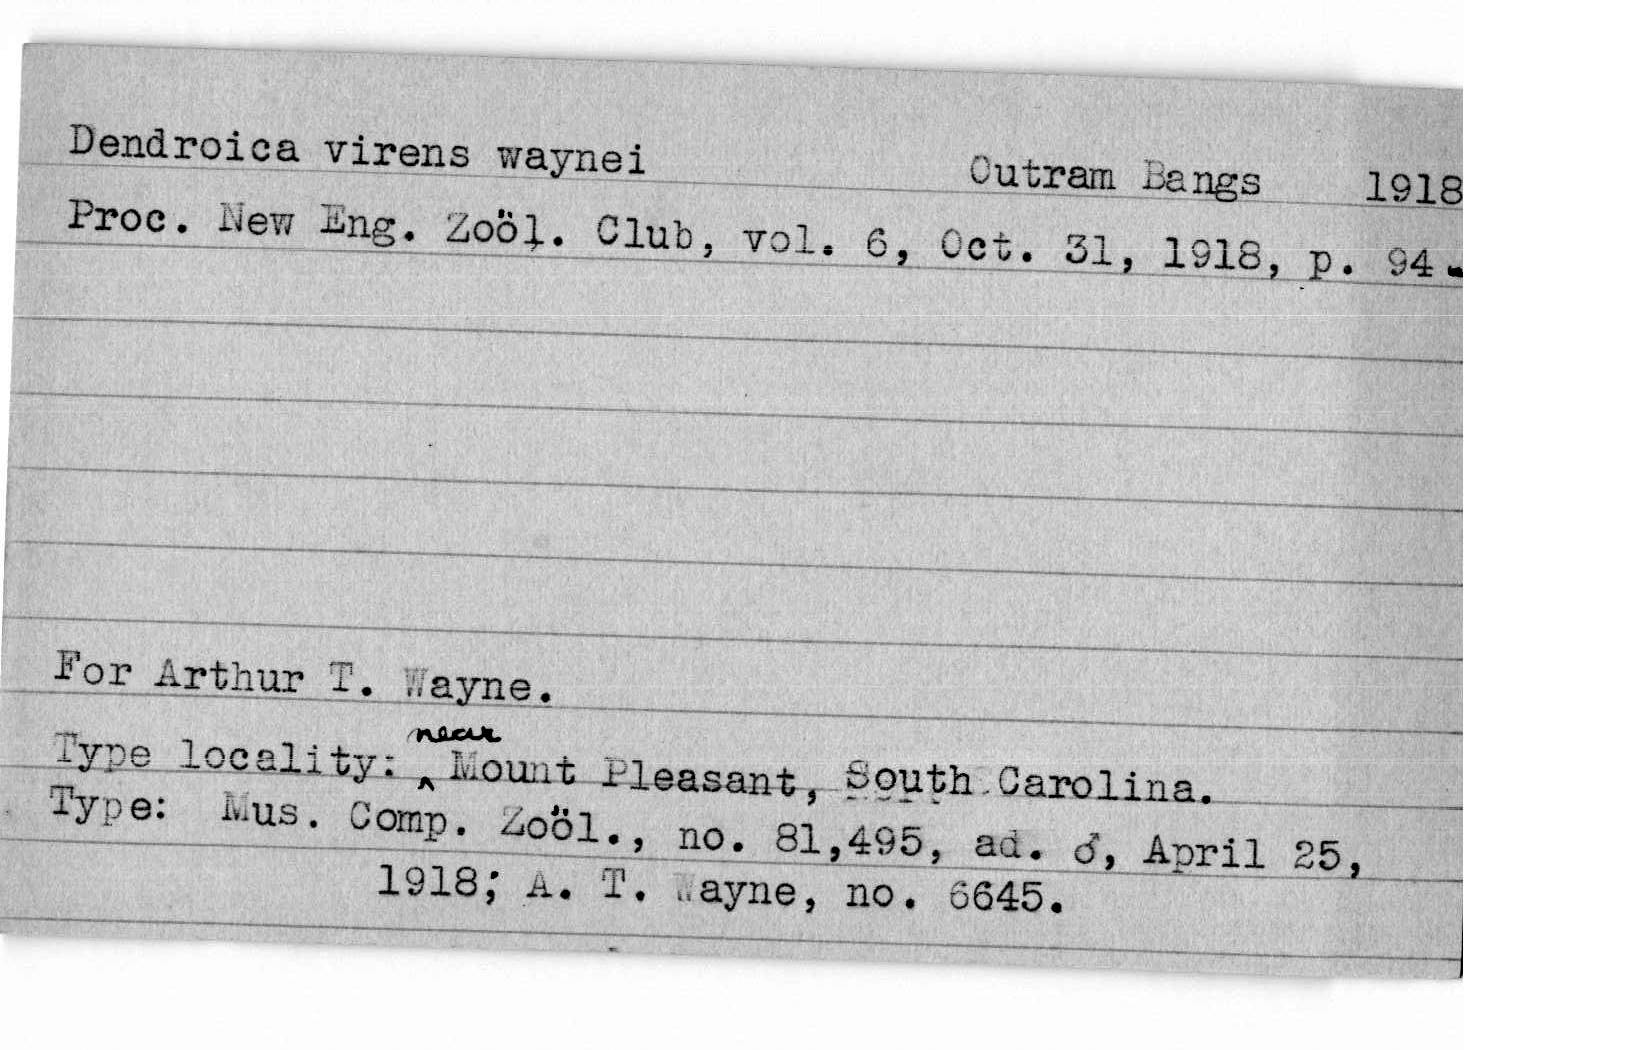 Dendroica virens waynei Outram Bangs 1918
Proc. New Eng. Zoöl. Club, vol. 6, Oct. 31, 1918, p. 94.
For Arthur T. Wayne.
Type locality: near Mount Pleasant, South Carolina.
Type: Mus. Comp. Zoöl., no. 81,495, ad. ♂, April 25,
1918; A. T. Wayne, no. 6645.